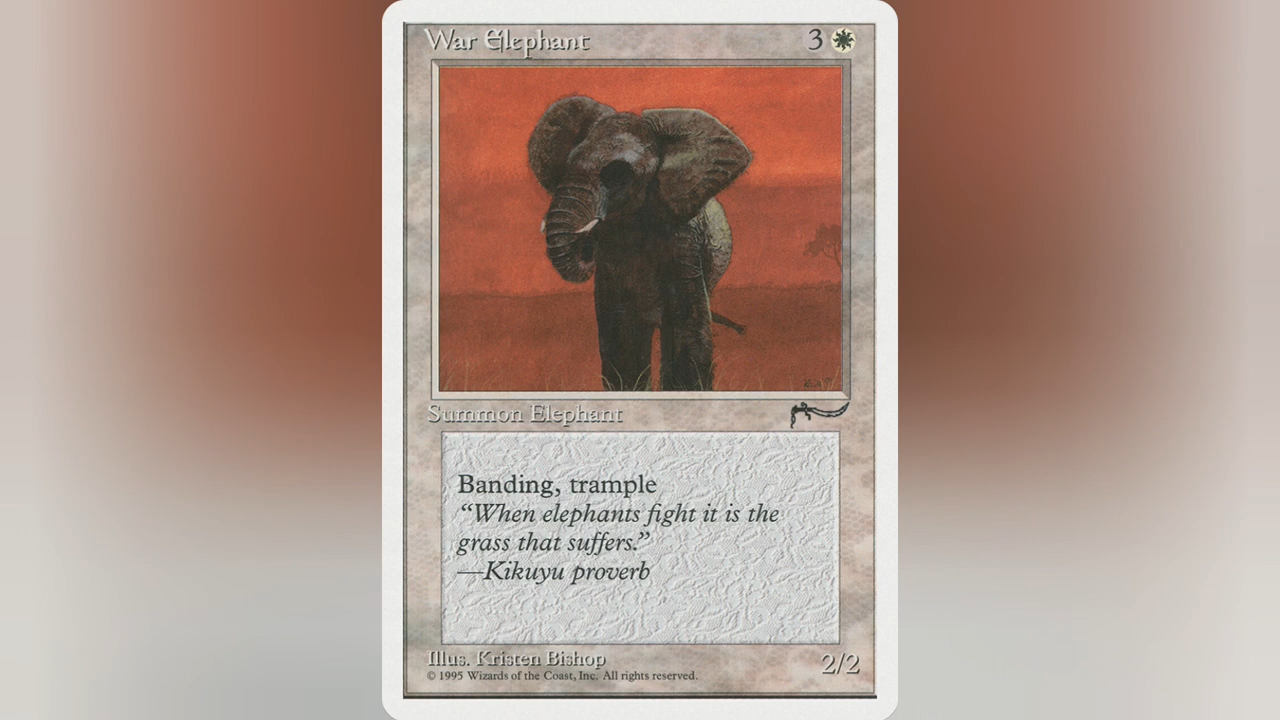 War Elephant 3
Summon Elephant
Banding, trample
“When elephants fight it is the
grass that suffers.”
—Kikuyu proverb
Illus. Kristen Bishop
2/2
© 1995 Wizards of the Coast, Inc. All rights reserved.